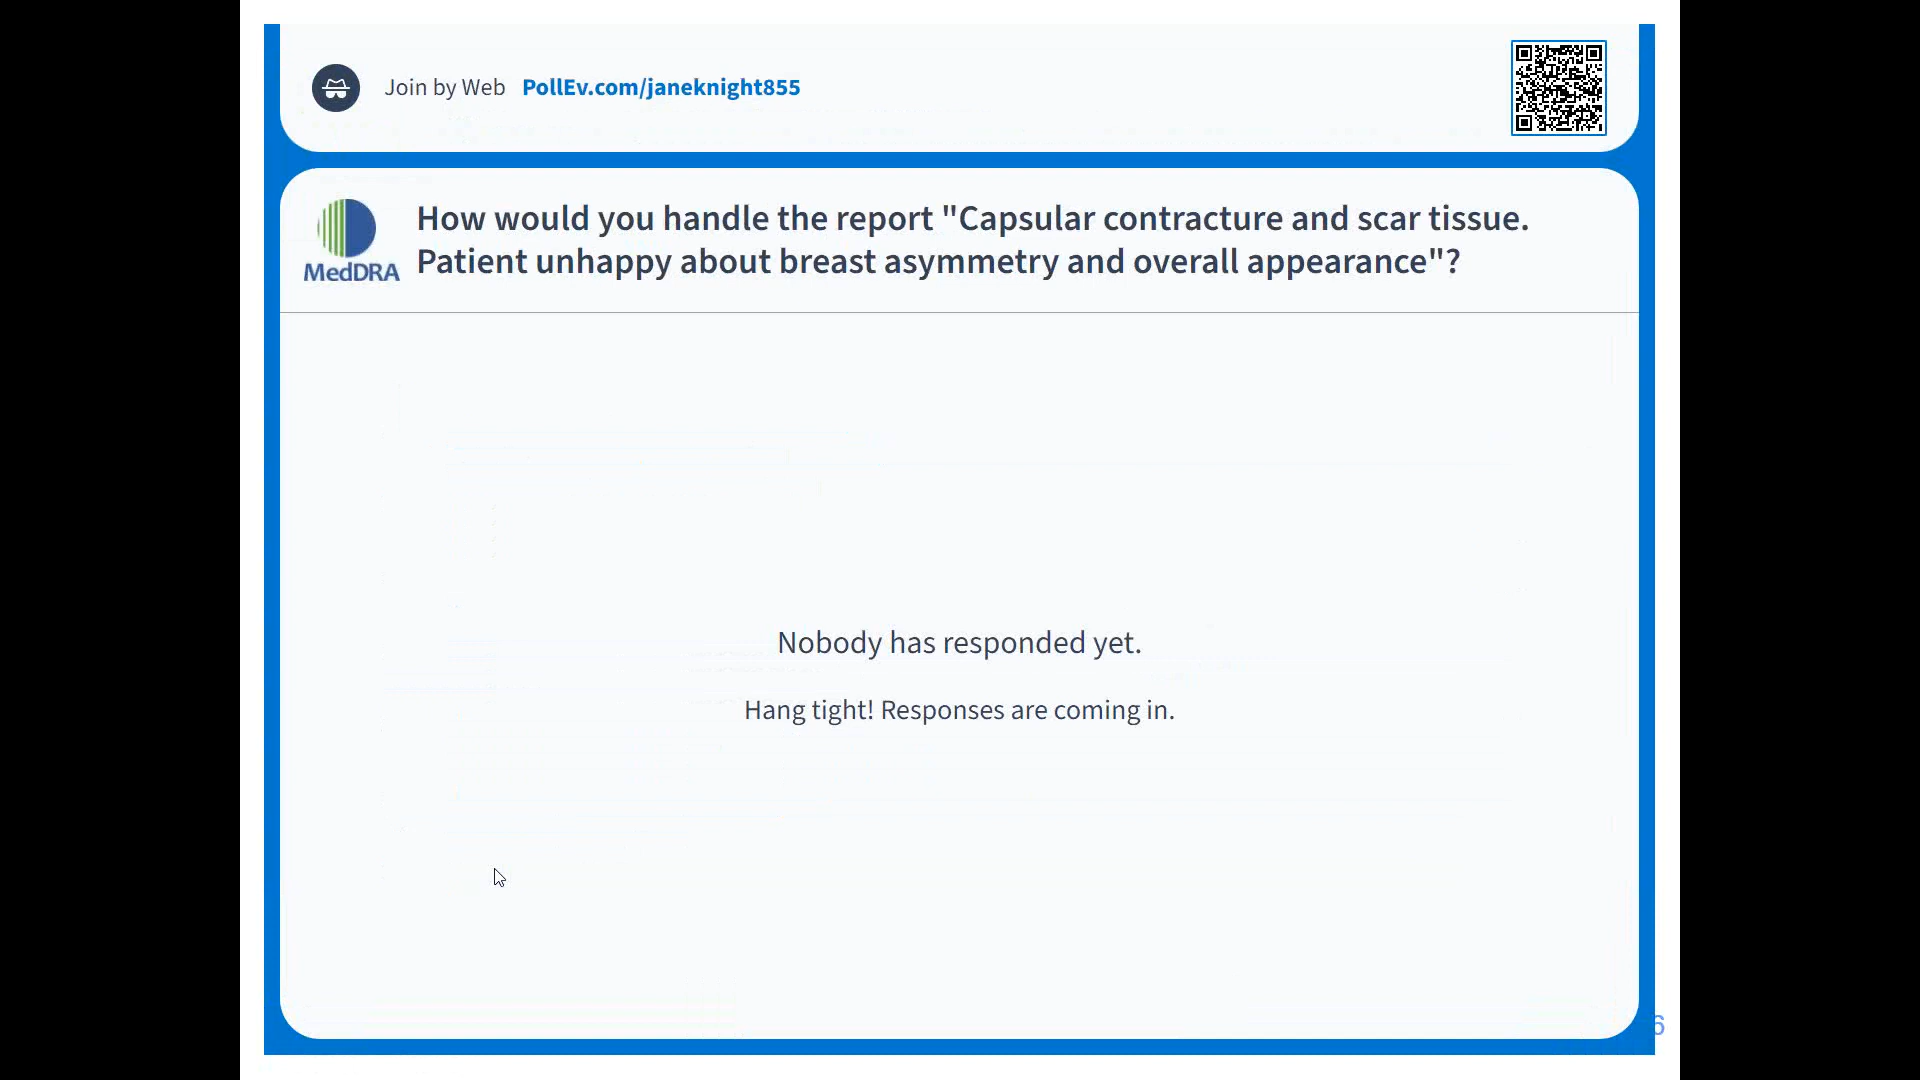 Join by Web PollEv.com/janeknight855
MedDRA
How would you handle the report "Capsular contracture and scar tissue.
Patient unhappy about breast asymmetry and overall appearance"?
Nobody has responded yet.
Hang tight! Responses are coming in.
6